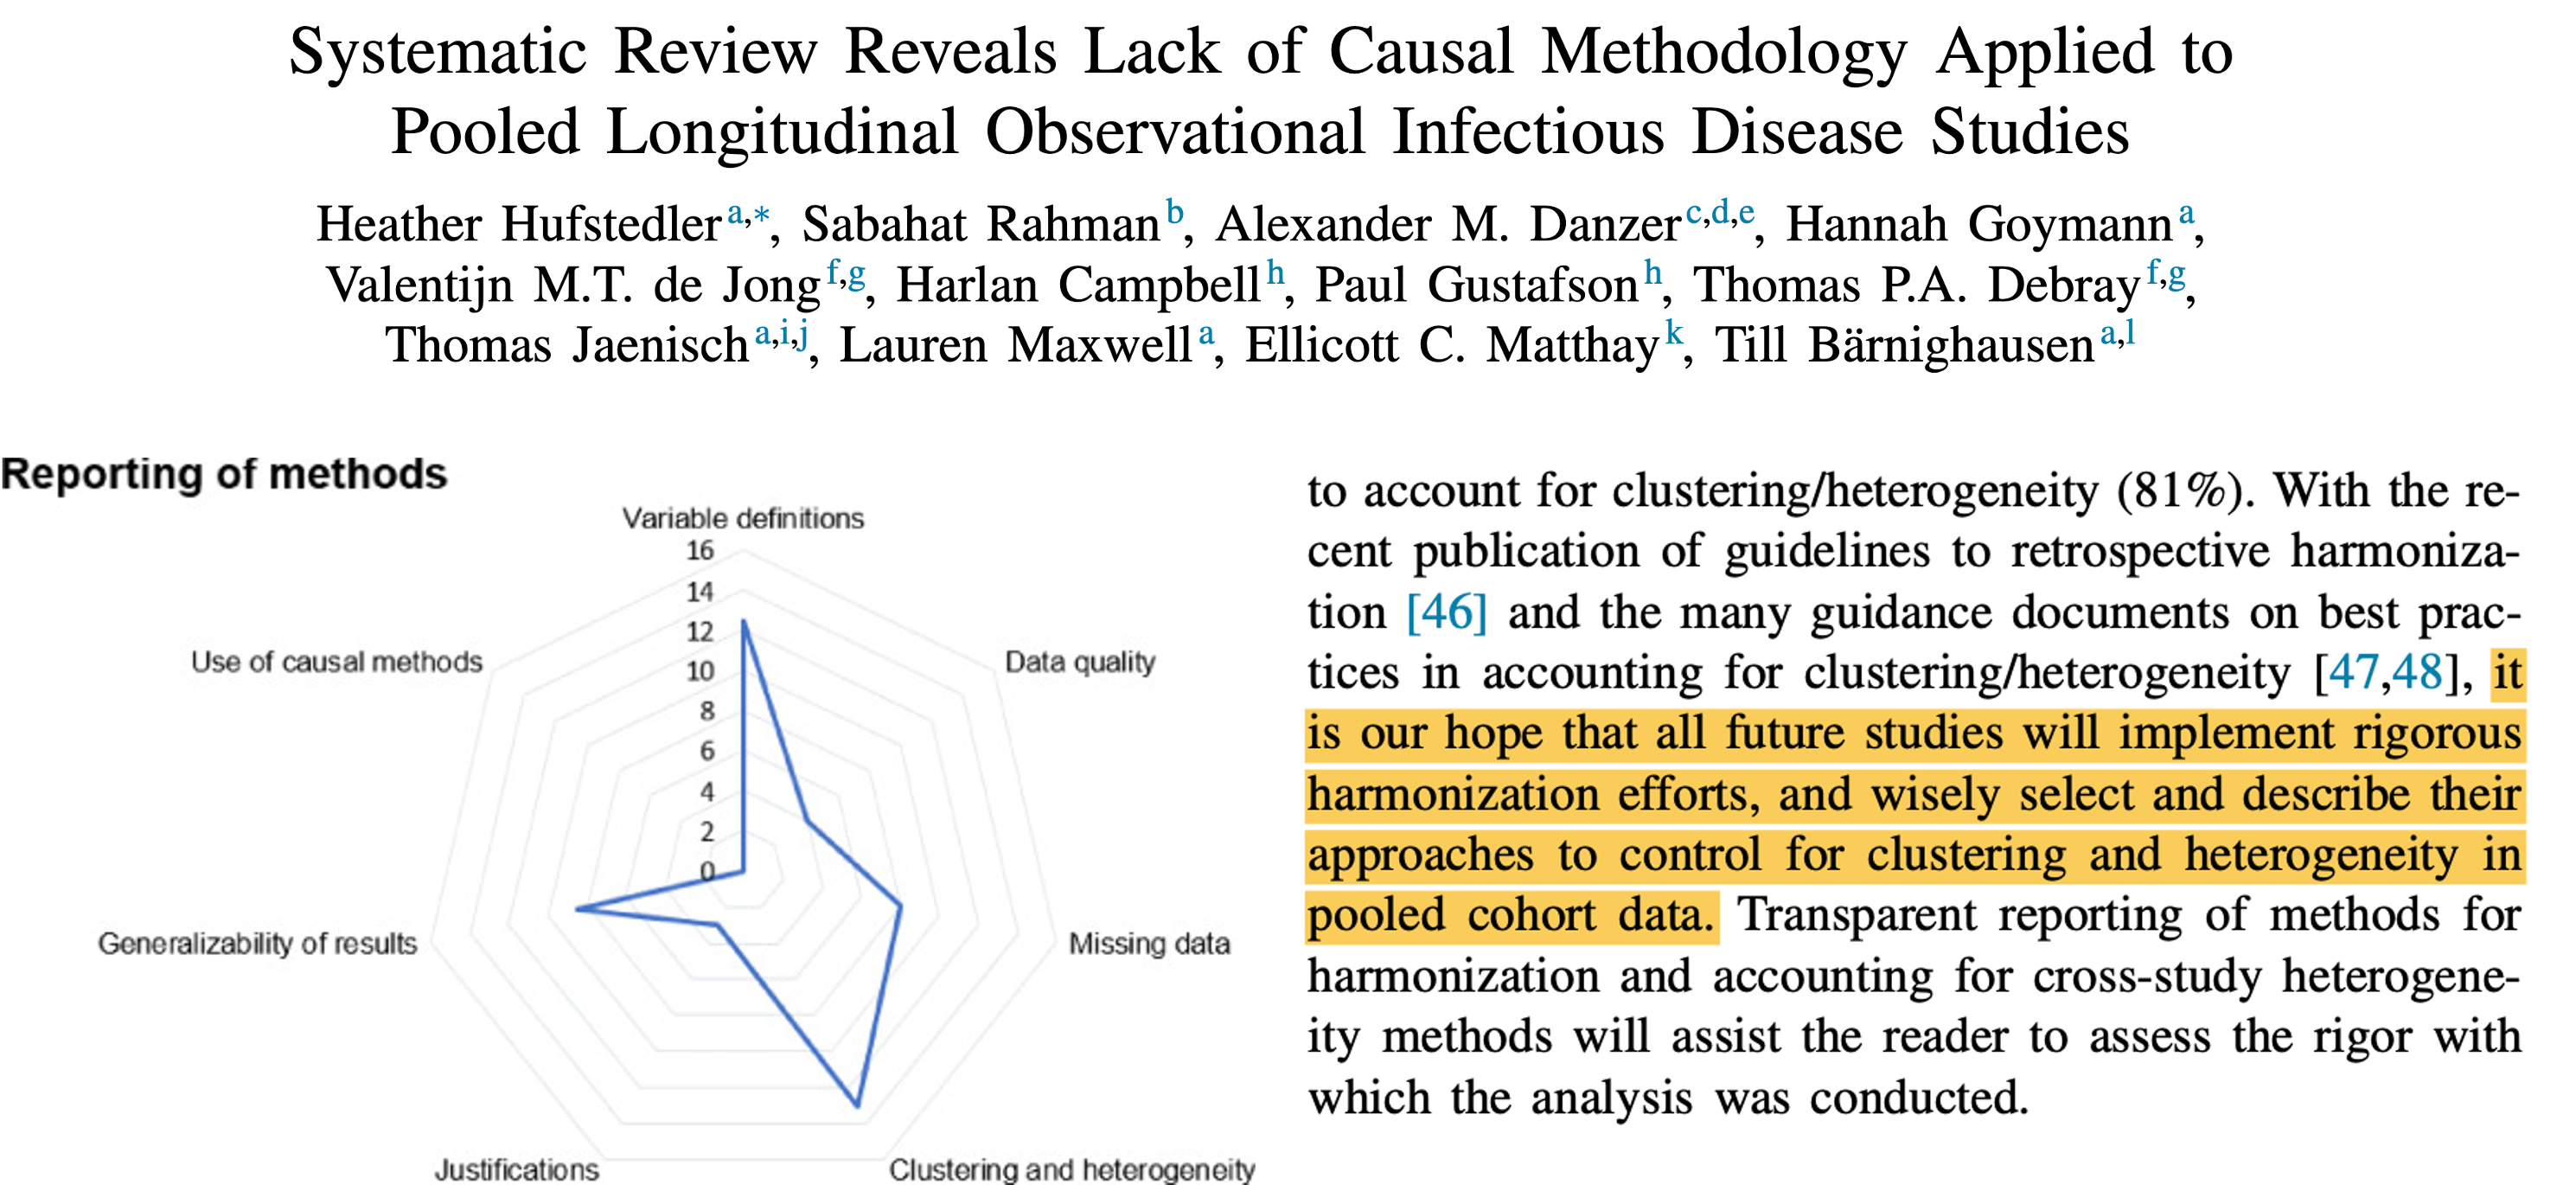 Systematic Review Reveals Lack of Causal Methodology Applied to
Pooled Longitudinal Observational Infectious Disease Studies
Heather Hufstedler a,*, Sabahat Rahman b, Alexander M. Danzer c,d,e, Hannah Goymann a,
Valentijn M.T. de Jong f,g, Harlan Campbell h, Paul Gustafson h, Thomas P.A. Debray f,g,
Thomas Jaenisch a,i,j, Lauren Maxwell a, Ellicott C. Matthay k, Till Bärnighausen a,l
Reporting of methods
Variable definitions
16
14
12
10
8
6
4
2
0
Use of causal methods
Data quality
Generalizability of results
Missing data
Justifications
Clustering and heterogeneity
to account for clustering/heterogeneity (81%). With the re-
cent publication of guidelines to retrospective harmoniza-
tion [46] and the many guidance documents on best prac-
tices in accounting for clustering/heterogeneity [47,48], it
is our hope that all future studies will implement rigorous
harmonization efforts, and wisely select and describe their
approaches to control for clustering and heterogeneity in
pooled cohort data. Transparent reporting of methods for
harmonization and accounting for cross-study heterogene-
ity methods will assist the reader to assess the rigor with
which the analysis was conducted.